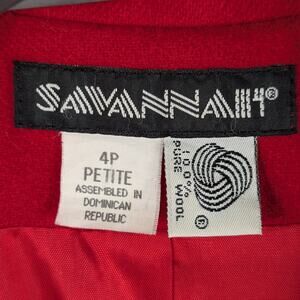 SAVANNAH®
4P
PETITE
ASSEMBLED IN
DOMINICAN
REPUBLIC
100%
PURE WOOL
®